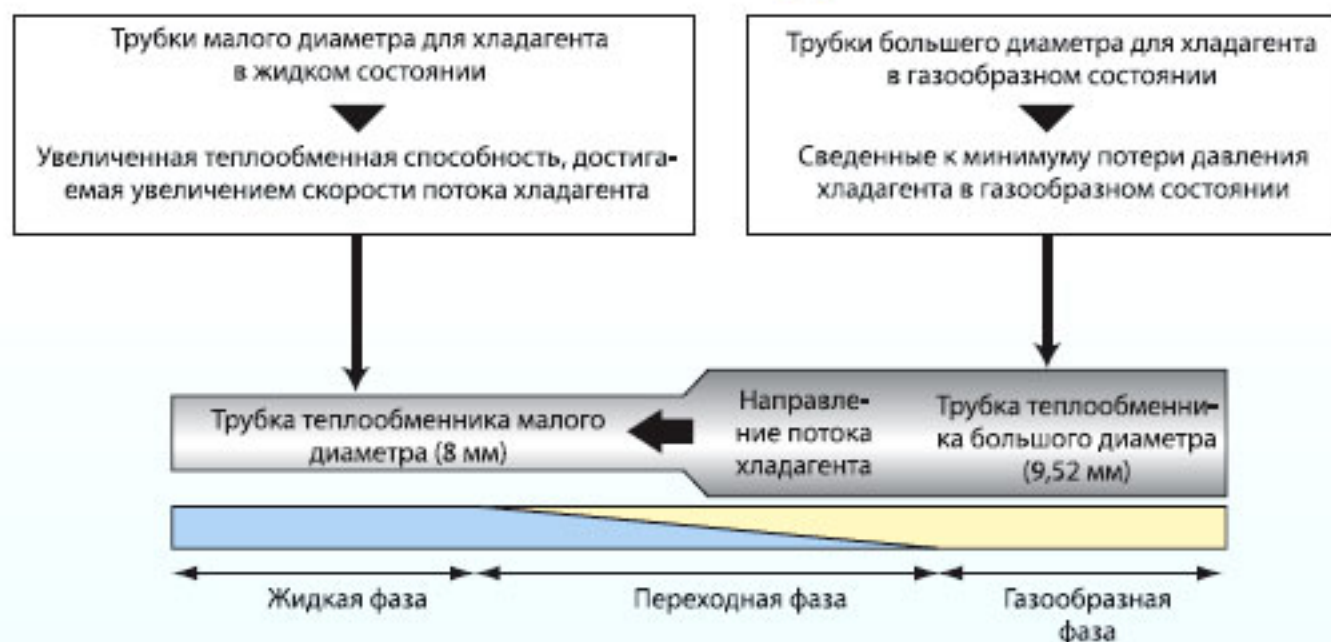 Трубки малого диаметра для хладагента
в жидком состоянии
Увеличенная теплообменная способность, достига-
емая увеличением скорости потока хладагента
Трубки большего диаметра для хладагента
в газообразном состоянии
Сведенные к минимуму потери давления
хладагента в газообразном состоянии
Трубка теплообменника малого
диаметра (8 мм)
Направле-
ние потока
хладагента
Трубка теплообменни-
ка большого диаметра
(9,52 мм)
Жидкая фаза
Переходная фаза
Газообразная
фаза